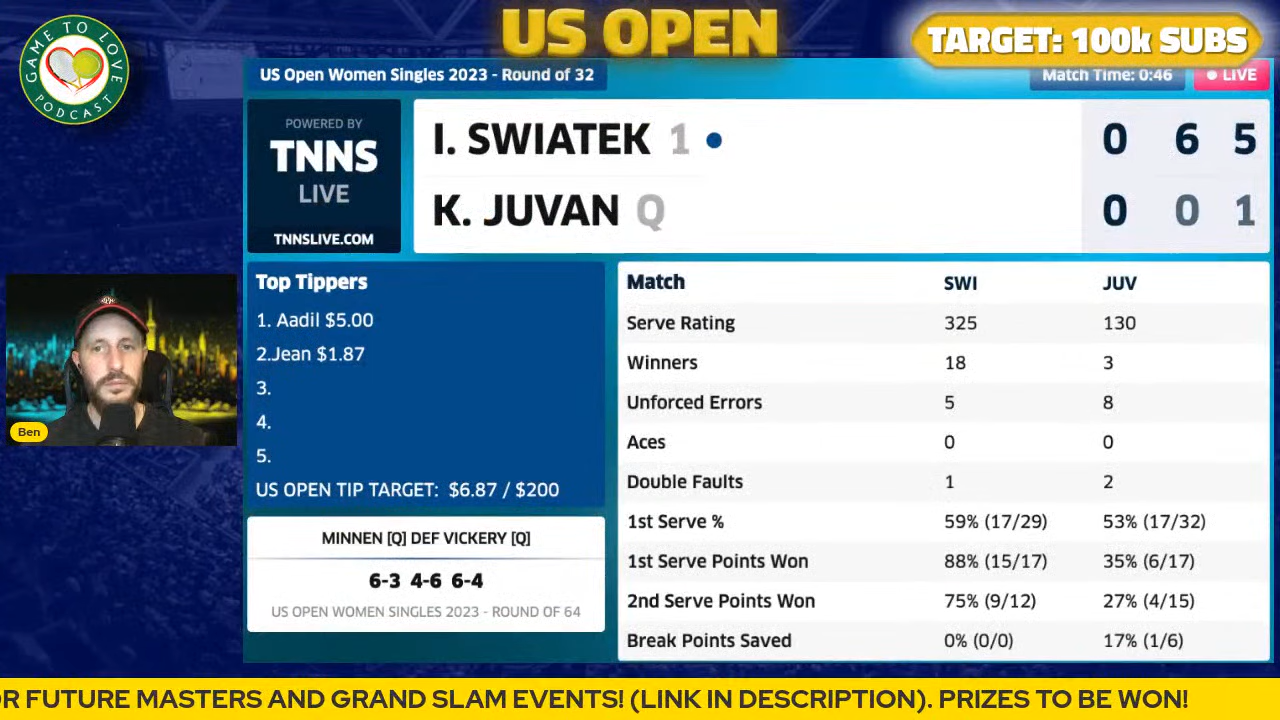 US OPEN
TARGET: 100k SUBS
GAME TO LOVE
PODCAST
US Open Women Singles 2023 - Round of 32
Match Time: 0:46
LIVE
POWERED BY
TNNS
LIVE
TNNSLIVE.COM
I. SWIATEK 1 0 6 5
K. JUVAN Q 0 0 1
Top Tippers
1. Aadil $5.00
2.Jean $1.87
3.
4.
5.
US OPEN TIP TARGET: $6.87 / $200
MINNEN [Q] DEF VICKERY [Q]
6-3 4-6 6-4
US OPEN WOMEN SINGLES 2023 - ROUND OF 64
Match SWI JUV
Serve Rating 325 130
Winners 18 3
Unforced Errors 5 8
Aces 0 0
Double Faults 1 2
1st Serve % 59% (17/29) 53% (17/32)
1st Serve Points Won 88% (15/17) 35% (6/17)
2nd Serve Points Won 75% (9/12) 27% (4/15)
Break Points Saved 0% (0/0) 17% (1/6)
Ben
OR FUTURE MASTERS AND GRAND SLAM EVENTS! (LINK IN DESCRIPTION). PRIZES TO BE WON!